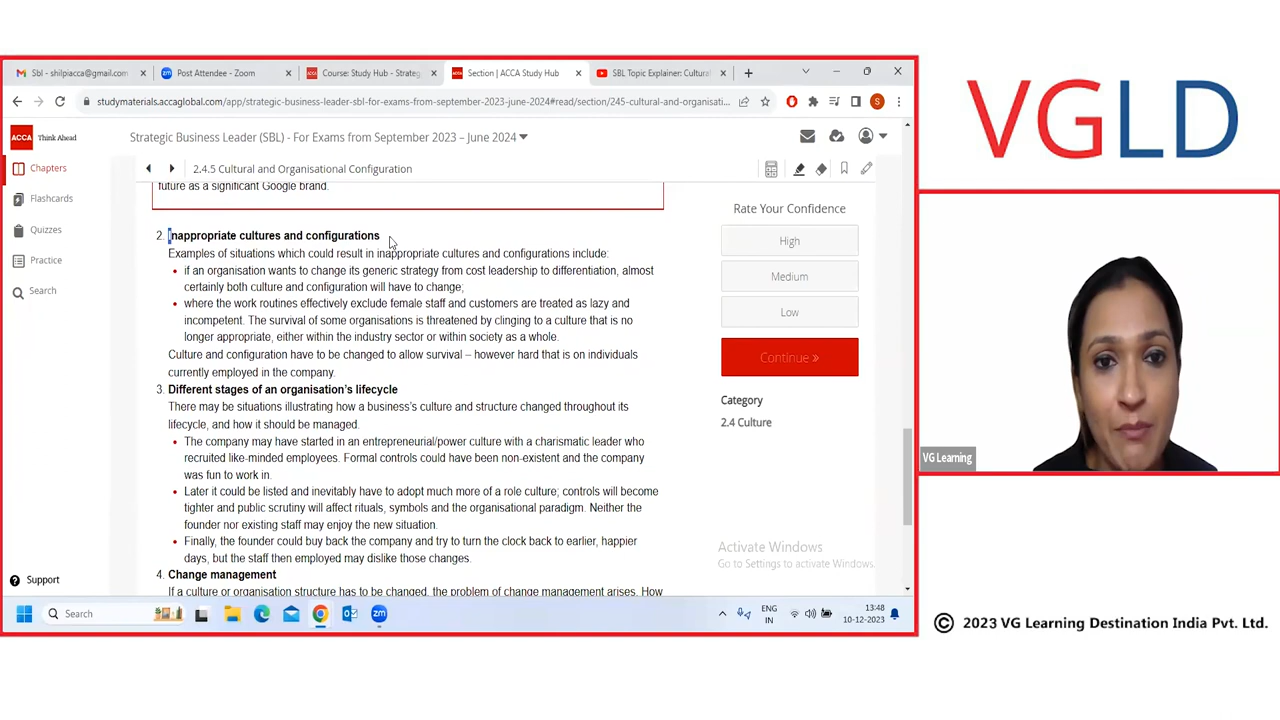 Sbl - shilpiacca@gmail.com
Post Attendee - Zoom
Course: Study Hub - Strateg
Section | ACCA Study Hub
SBL Topic Explainer: Cultural
studymaterials.accaglobal.com/app/strategic-business-leader-sbl-for-exams-from-september-2023-june-2024#read/section/245-cultural-and-organisati...
S
ACCA Think Ahead
Strategic Business Leader (SBL) - For Exams from September 2023 – June 2024
Chapters
Flashcards
Quizzes
Practice
Search
Support
2.4.5 Cultural and Organisational Configuration
future as a significant Google brand.
2. Inappropriate cultures and configurations
Examples of situations which could result in inappropriate cultures and configurations include:
• if an organisation wants to change its generic strategy from cost leadership to differentiation, almost
certainly both culture and configuration will have to change;
• where the work routines effectively exclude female staff and customers are treated as lazy and
incompetent. The survival of some organisations is threatened by clinging to a culture that is no
longer appropriate, either within the industry sector or within society as a whole.
Culture and configuration have to be changed to allow survival – however hard that is on individuals
currently employed in the company.
3. Different stages of an organisation's lifecycle
There may be situations illustrating how a business's culture and structure changed throughout its
lifecycle, and how it should be managed.
• The company may have started in an entrepreneurial/power culture with a charismatic leader who
recruited like-minded employees. Formal controls could have been non-existent and the company
was fun to work in.
• Later it could be listed and inevitably have to adopt much more of a role culture; controls will become
tighter and public scrutiny will affect rituals, symbols and the organisational paradigm. Neither the
founder nor existing staff may enjoy the new situation.
• Finally, the founder could buy back the company and try to turn the clock back to earlier, happier
days, but the staff then employed may dislike those changes.
4. Change management
If a culture or organisation structure has to be changed, the problem of change management arises. How
Rate Your Confidence
High
Medium
Low
Continue »
Category
2.4 Culture
Activate Windows
Go to Settings to activate Windows.
Search
ENG
IN
13:48
10-12-2023
VGLD
VG Learning
© 2023 VG Learning Destination India Pvt. Ltd.